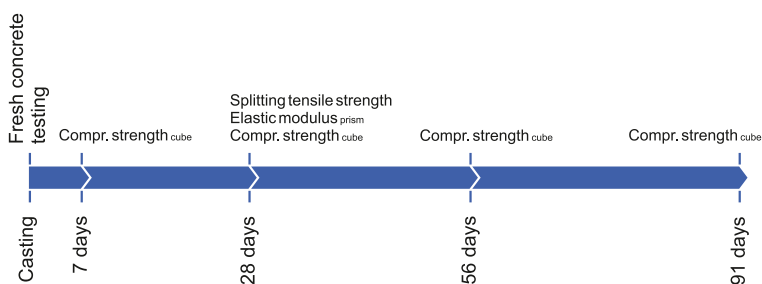 Fresh concrete
testing
Compr. strength cube
Splitting tensile strength
Elastic modulus prism
Compr. strength cube
Compr. strength cube
Compr. strength cube
Casting
7 days
28 days
56 days
91 days